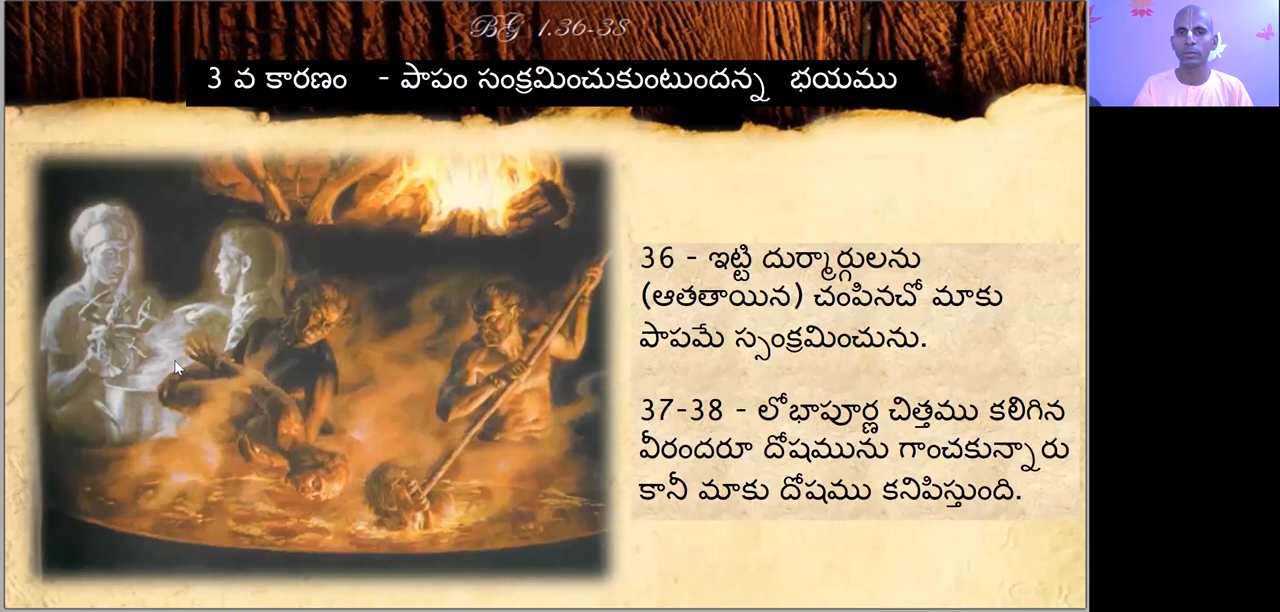 BG 1.36-38
3 వ కారణం - పాపం సంక్రమించుకుంటుందన్న భయము
36 - ఇట్టి దుర్మార్గులను
(ఆతతాయిన) చంపినచో మాకు
పాపమే స్సంక్రమించును.
37-38 - లోభాపూర్ణ చిత్తము కలిగిన
వీరందరూ దోషమును గాంచకున్నారు
కానీ మాకు దోషము కనిపిస్తుంది.